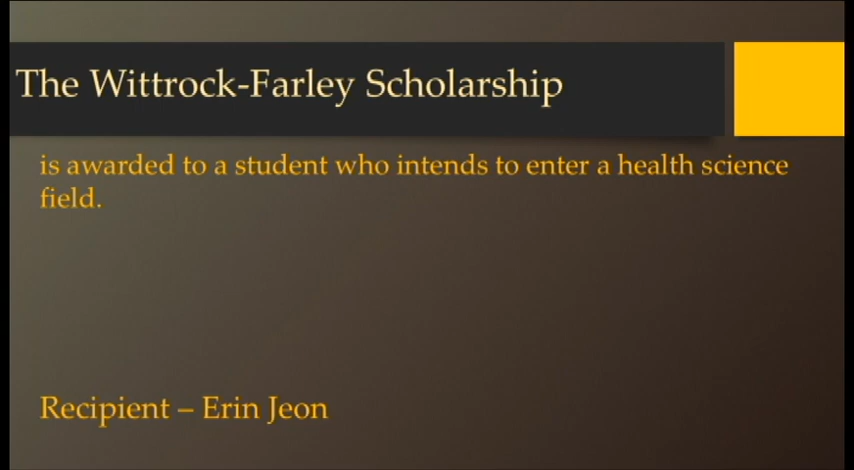 The Wittrock-Farley Scholarship
is awarded to a student who intends to enter a health science
field.
Recipient – Erin Jeon